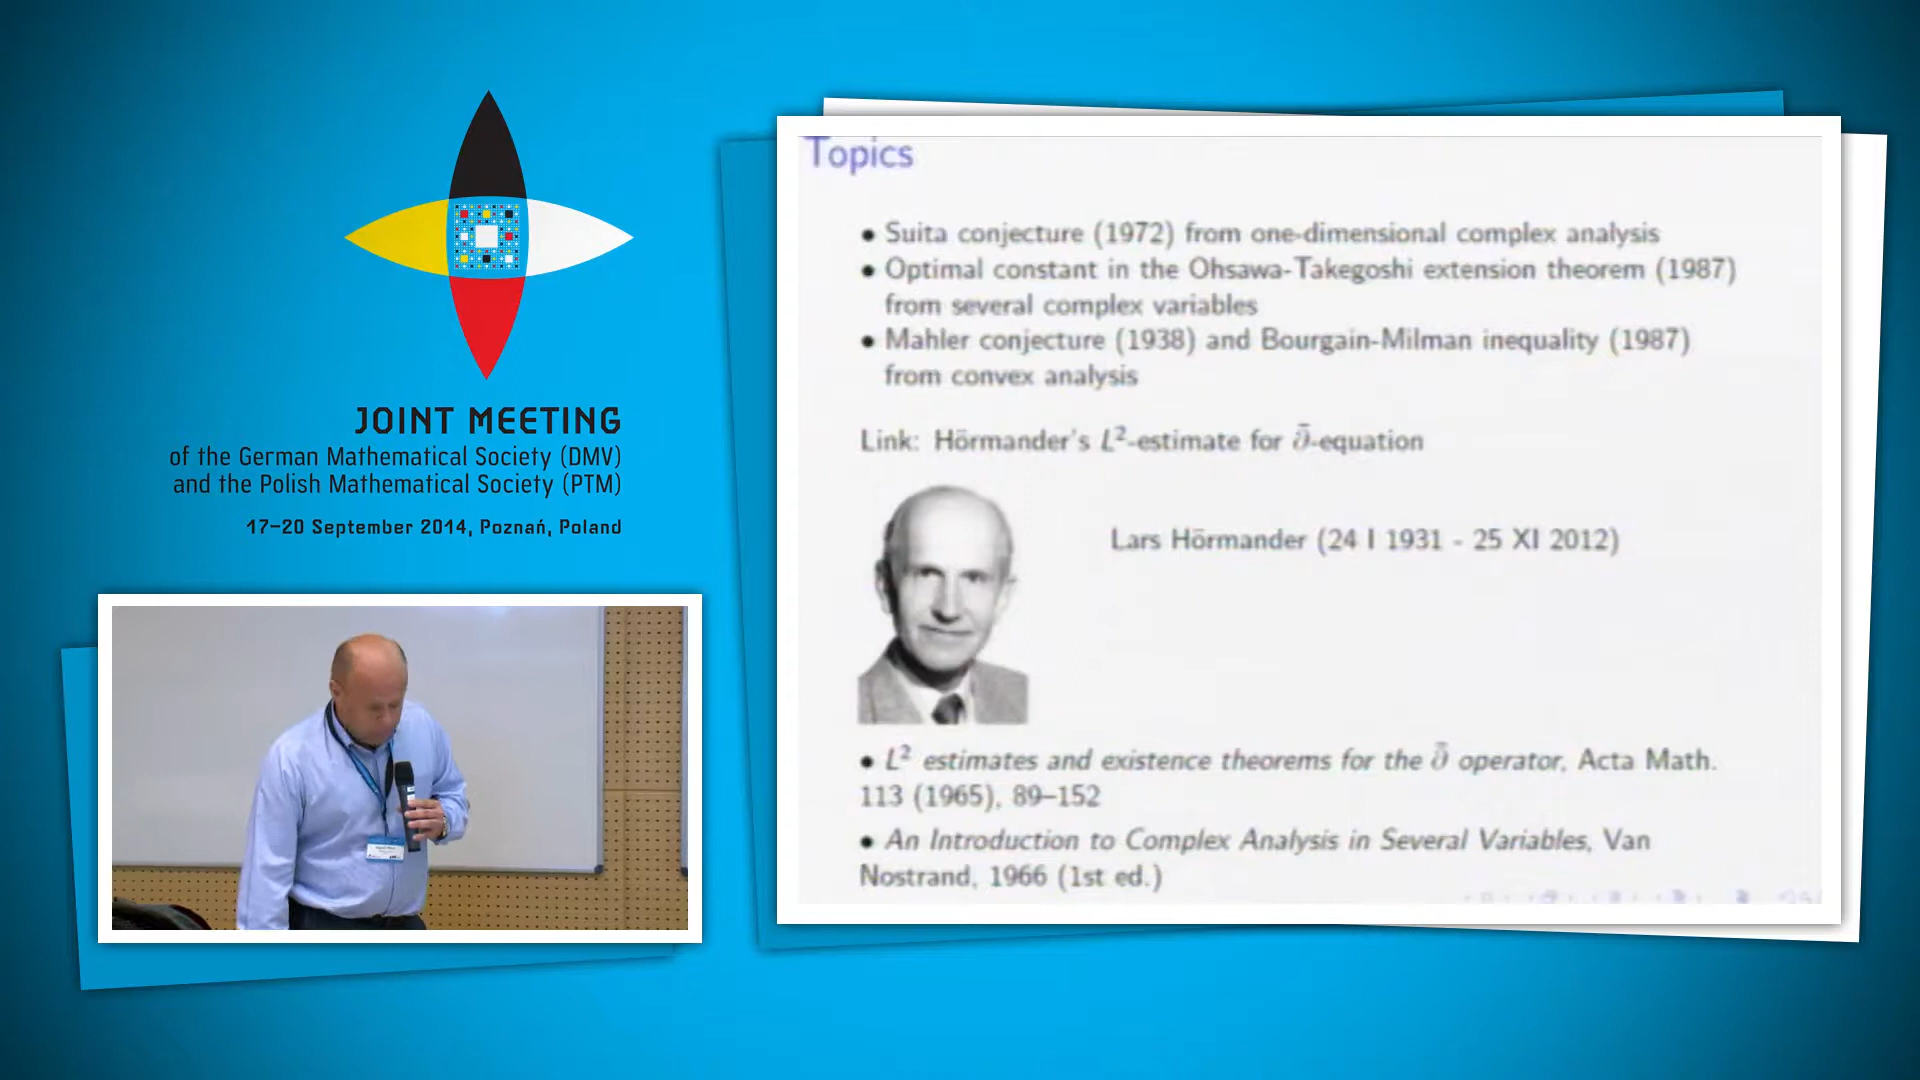 JOINT MEETING
of the German Mathematical Society (DMV)
and the Polish Mathematical Society (PTM)
17–20 September 2014, Poznań, Poland
Topics
• Suita conjecture (1972) from one-dimensional complex analysis
• Optimal constant in the Ohsawa-Takegoshi extension theorem (1987)
from several complex variables
• Mahler conjecture (1938) and Bourgain-Milman inequality (1987)
from convex analysis
Link: Hörmander's L²-estimate for ∂̄-equation
Lars Hörmander (24 I 1931 - 25 XI 2012)
• L² estimates and existence theorems for the ∂̄ operator, Acta Math.
113 (1965), 89–152
• An Introduction to Complex Analysis in Several Variables, Van
Nostrand, 1966 (1st ed.)